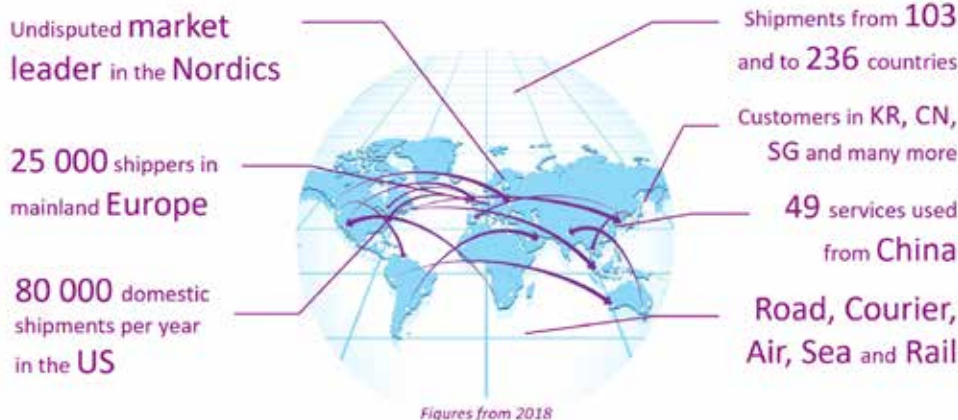 Undisputed market
leader in the Nordics
25 000 shippers in
mainland Europe
80 000 domestic
shipments per year
in the US
Shipments from 103
and to 236 countries
Customers in KR, CN,
SG and many more
49 services used
from China
Road, Courier,
Air, Sea and Rail
Figures from 2018